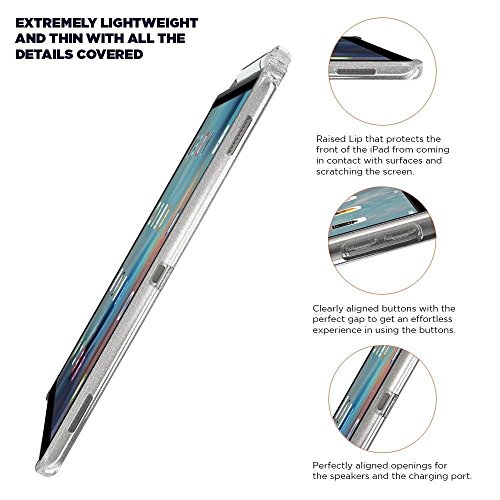 EXTREMELY LIGHTWEIGHT
AND THIN WITH ALL THE
DETAILS COVERED
Raised Lip that protects the
front of the iPad from coming
in contact with surfaces and
scratching the screen.
Clearly aligned buttons with the
perfect gap to get an effortless
experience in using the buttons.
Perfectly aligned openings for
the speakers and the charging port.